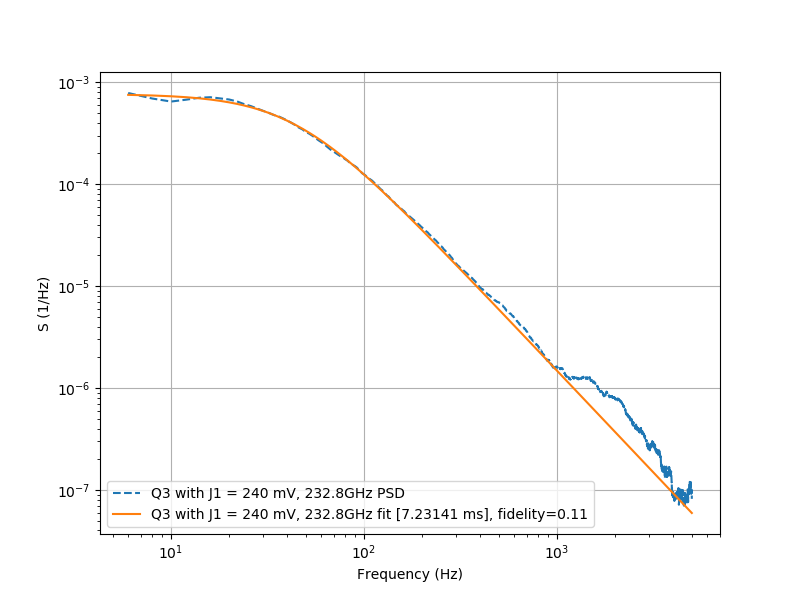 10⁻³
10⁻⁴
10⁻⁵
10⁻⁶
10⁻⁷
S (1/Hz)
Q3 with J1 = 240 mV, 232.8GHz PSD
Q3 with J1 = 240 mV, 232.8GHz fit [7.23141 ms], fidelity=0.11
10¹ 10² 10³
Frequency (Hz)